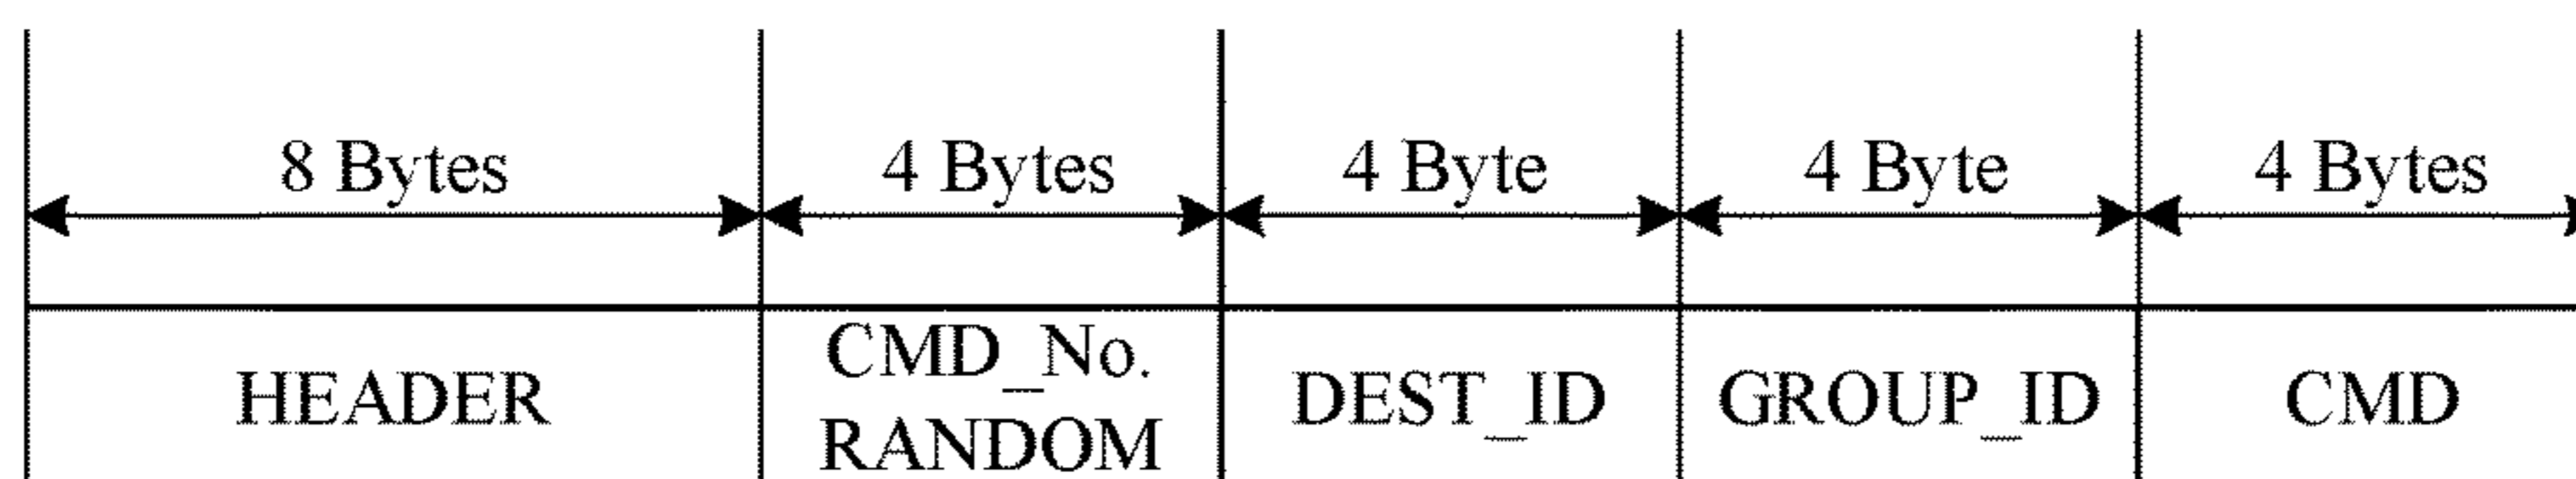 8 Bytes 4 Bytes 4 Byte 4 Byte 4 Bytes
HEADER CMD_No. RANDOM DEST_ID GROUP_ID CMD